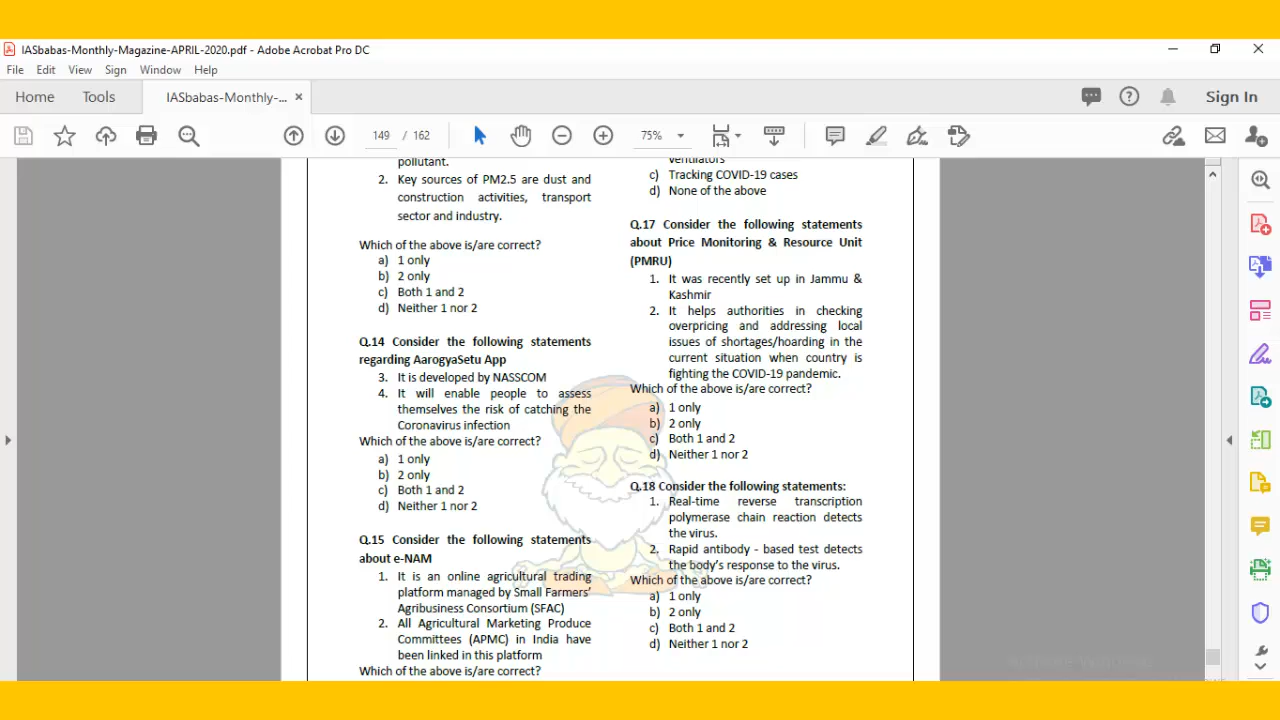 IASbabas-Monthly-Magazine-APRIL-2020.pdf - Adobe Acrobat Pro DC
File Edit View Sign Window Help
Home Tools IASbabas-Monthly-... × Sign In
149 / 162 75%
pollutant.
2. Key sources of PM2.5 are dust and
construction activities, transport
sector and industry.
Which of the above is/are correct?
a) 1 only
b) 2 only
c) Both 1 and 2
d) Neither 1 nor 2
Q.14 Consider the following statements
regarding AarogyaSetu App
3. It is developed by NASSCOM
4. It will enable people to assess
themselves the risk of catching the
Coronavirus infection
Which of the above is/are correct?
a) 1 only
b) 2 only
c) Both 1 and 2
d) Neither 1 nor 2
Q.15 Consider the following statements
about e-NAM
1. It is an online agricultural trading
platform managed by Small Farmers'
Agribusiness Consortium (SFAC)
2. All Agricultural Marketing Produce
Committees (APMC) in India have
been linked in this platform
Which of the above is/are correct?
ventilators
c) Tracking COVID-19 cases
d) None of the above
Q.17 Consider the following statements
about Price Monitoring & Resource Unit
(PMRU)
1. It was recently set up in Jammu &
Kashmir
2. It helps authorities in checking
overpricing and addressing local
issues of shortages/hoarding in the
current situation when country is
fighting the COVID-19 pandemic.
Which of the above is/are correct?
a) 1 only
b) 2 only
c) Both 1 and 2
d) Neither 1 nor 2
Q.18 Consider the following statements:
1. Real-time reverse transcription
polymerase chain reaction detects
the virus.
2. Rapid antibody - based test detects
the body's response to the virus.
Which of the above is/are correct?
a) 1 only
b) 2 only
c) Both 1 and 2
d) Neither 1 nor 2